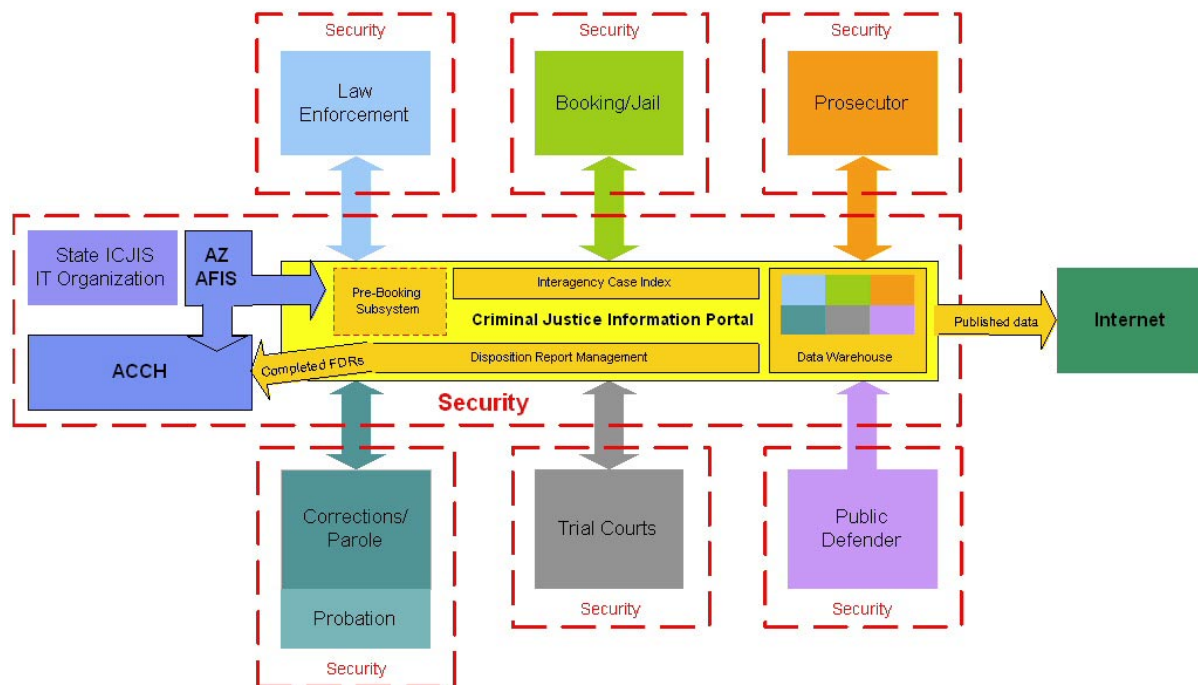 Security
Security
Security
Law
Enforcement
Booking/Jail
Prosecutor
State ICJIS
IT Organization
AZ
AFIS
Pre-Booking
Subsystem
Interagency Case Index
Criminal Justice Information Portal
Published data
Internet
ACCH
Completed FDRs
Disposition Report Management
Data Warehouse
Security
Corrections/
Parole
Trial Courts
Public
Defender
Probation
Security
Security
Security